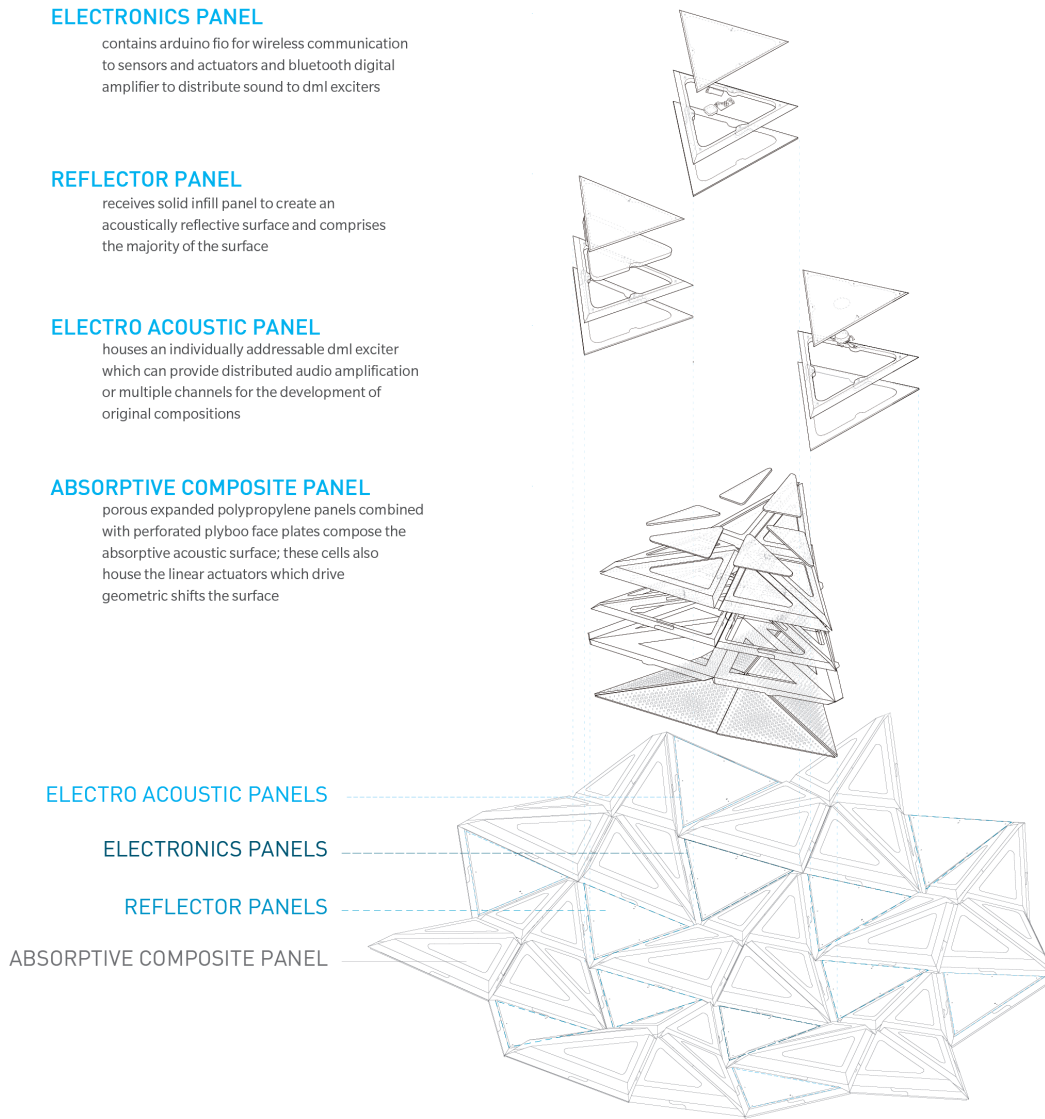 ELECTRONICS PANEL
contains arduino fio for wireless communication
to sensors and actuators and bluetooth digital
amplifier to distribute sound to dml exciters
REFLECTOR PANEL
receives solid infill panel to create an
acoustically reflective surface and comprises
the majority of the surface
ELECTRO ACOUSTIC PANEL
houses an individually addressable dml exciter
which can provide distributed audio amplification
or multiple channels for the development of
original compositions
ABSORPTIVE COMPOSITE PANEL
porous expanded polypropylene panels combined
with perforated plyboo face plates compose the
absorptive acoustic surface; these cells also
house the linear actuators which drive
geometric shifts the surface
ELECTRO ACOUSTIC PANELS
ELECTRONICS PANELS
REFLECTOR PANELS
ABSORPTIVE COMPOSITE PANEL